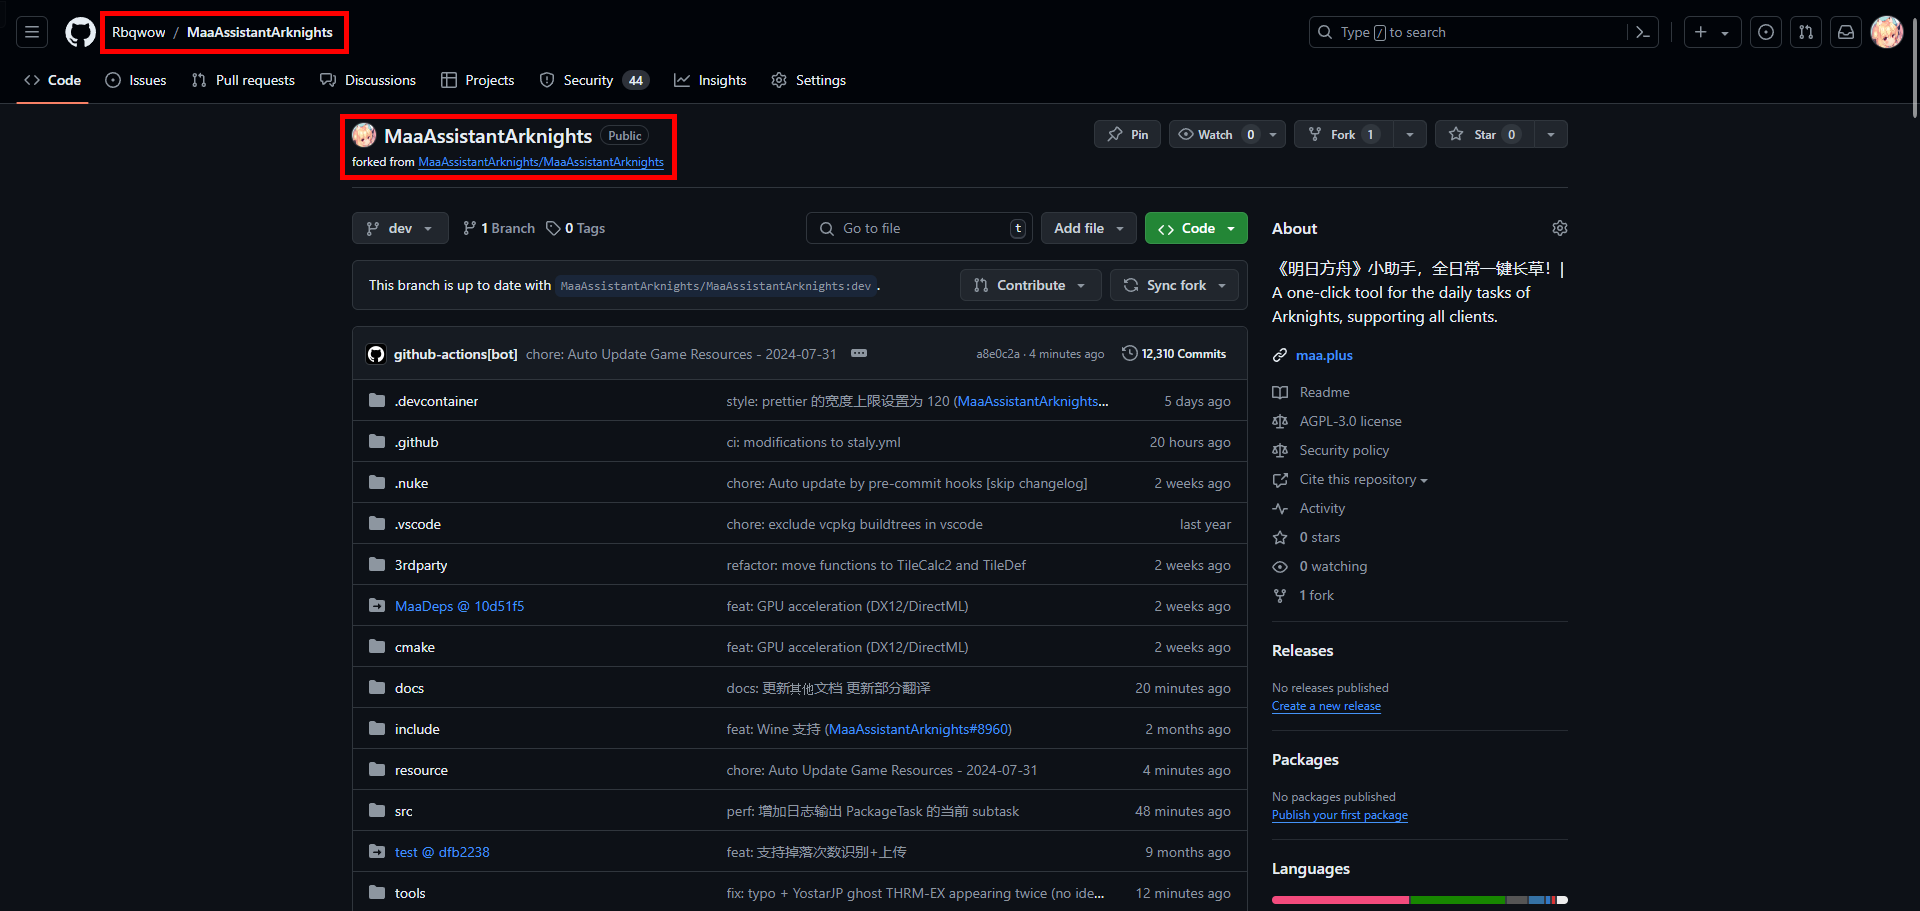 Rbqwow / MaaAssistantArknights
Type / to search
Code
Issues
Pull requests
Discussions
Projects
Security 44
Insights
Settings
MaaAssistantArknights Public
forked from MaaAssistantArknights/MaaAssistantArknights
Pin
Watch 0
Fork 1
Star 0
dev
1 Branch
0 Tags
Go to file t
Add file
Code
This branch is up to date with MaaAssistantArknights/MaaAssistantArknights:dev .
Contribute
Sync fork
github-actions[bot] chore: Auto Update Game Resources - 2024-07-31 a8e0c2a · 4 minutes ago 12,310 Commits
.devcontainer style: prettier 的宽度上限设置为 120 (MaaAssistantArknights... 5 days ago
.github ci: modifications to staly.yml 20 hours ago
.nuke chore: Auto update by pre-commit hooks [skip changelog] 2 weeks ago
.vscode chore: exclude vcpkg buildtrees in vscode last year
3rdparty refactor: move functions to TileCalc2 and TileDef 2 weeks ago
MaaDeps @ 10d51f5 feat: GPU acceleration (DX12/DirectML) 2 weeks ago
cmake feat: GPU acceleration (DX12/DirectML) 2 weeks ago
docs docs: 更新其他文档 更新部分翻译 20 minutes ago
include feat: Wine 支持 (MaaAssistantArknights#8960) 2 months ago
resource chore: Auto Update Game Resources - 2024-07-31 4 minutes ago
src perf: 增加日志输出 PackageTask 的当前 subtask 48 minutes ago
test @ dfb2238 feat: 支持掉落次数识别+上传 9 months ago
tools fix: typo + YostarJP ghost THRM-EX appearing twice (no ide... 12 minutes ago
About
《明日方舟》小助手，全日常一键长草！|
A one-click tool for the daily tasks of
Arknights, supporting all clients.
maa.plus
Readme
AGPL-3.0 license
Security policy
Cite this repository
Activity
0 stars
0 watching
1 fork
Releases
No releases published
Create a new release
Packages
No packages published
Publish your first package
Languages